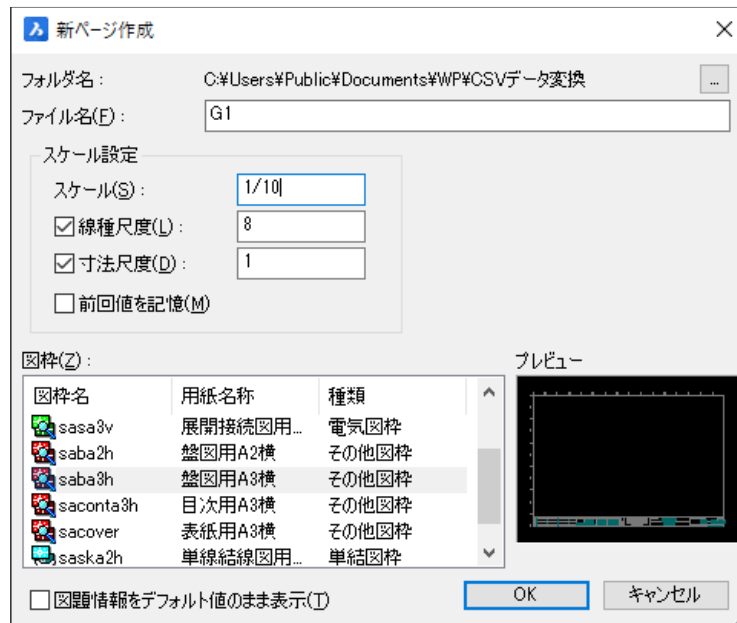 新ページ作成
フォルダ名: C:¥Users¥Public¥Documents¥WP¥CSVデータ変換 ...
ファイル名(F): G1
スケール設定
スケール(S): 1/10
線種尺度(L): 8
寸法尺度(D): 1
前回値を記憶(M)
図枠(Z): プレビュー
図枠名 用紙名称 種類
sasa3v 展開接続図用... 電気図枠
saba2h 盤図用A2横 その他図枠
saba3h 盤図用A3横 その他図枠
saconta3h 目次用A3横 その他図枠
sacover 表紙用A3横 その他図枠
saska2h 単線結線図用... 単結図枠
図題情報をデフォルト値のまま表示(T) OK キャンセル